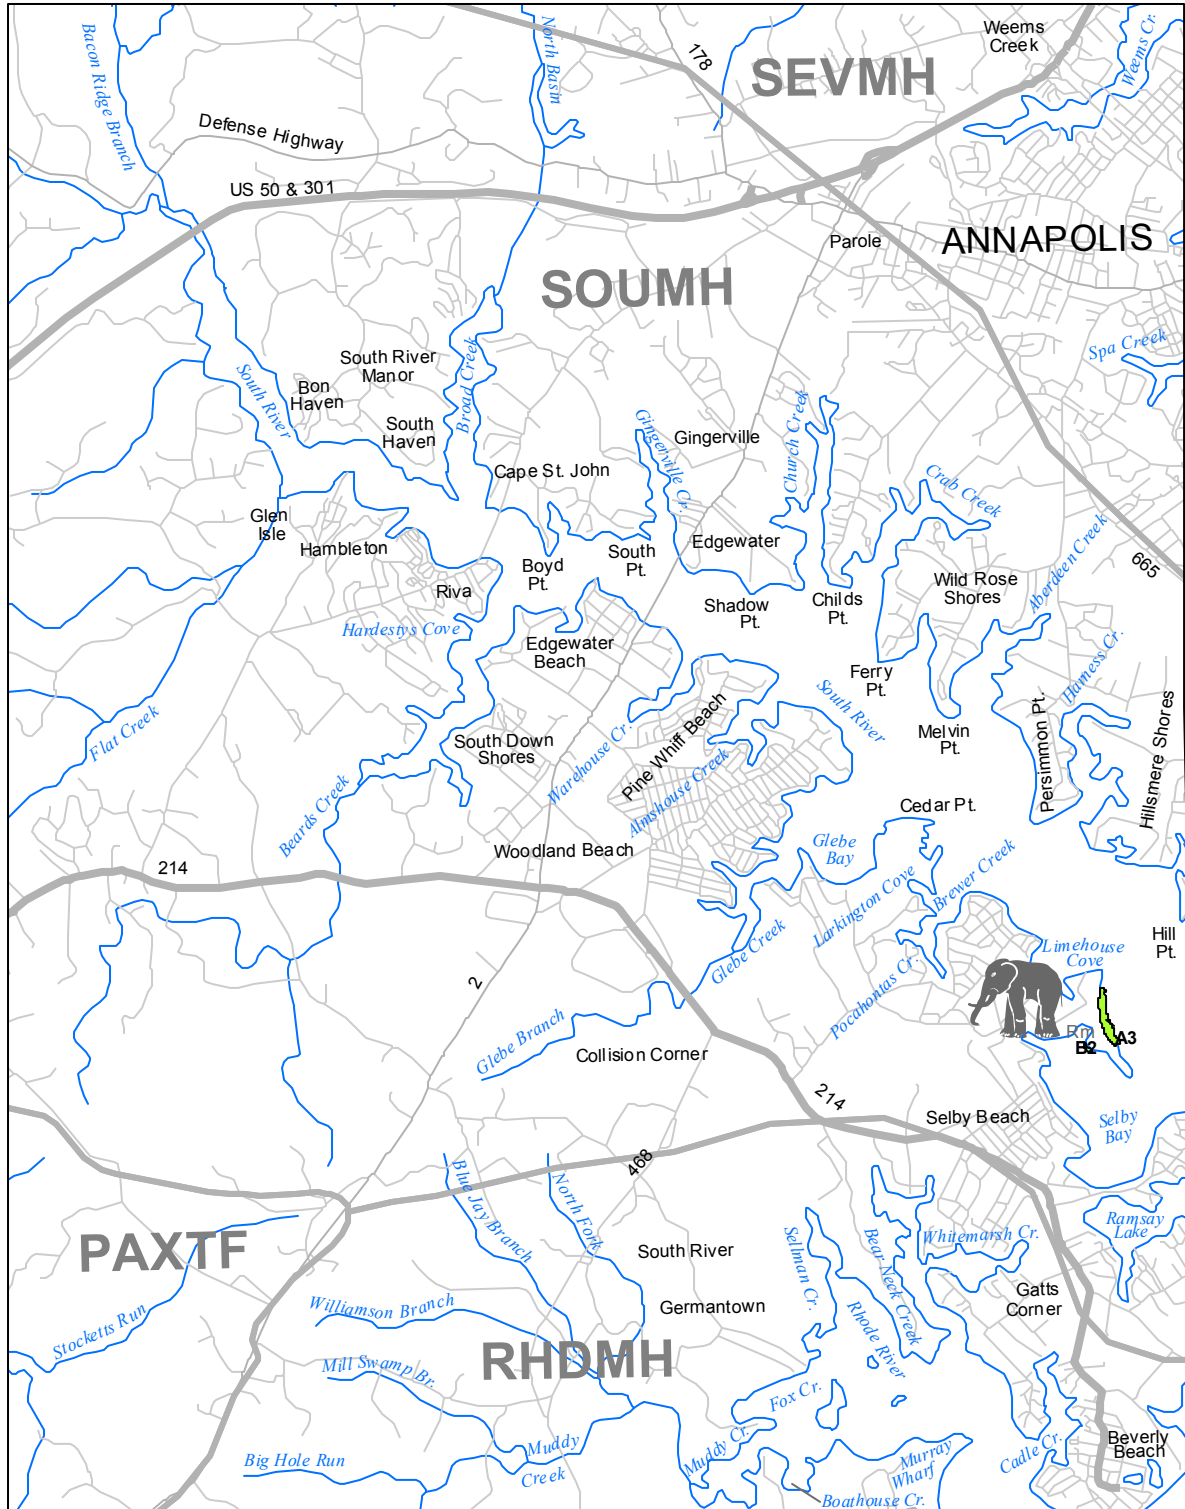 Weems
Creek
Weems Cr.
Bacon Ridge Branch
North Basin
178
SEVMH
Defense Highway
US 50 & 301
Parole
ANNAPOLIS
SOUMH
Spa Creek
South River
Manor
Bon
Haven
South River
Broad Creek
South
Haven
Gingerville Cr.
Gingerville
Church Creek
Cape St. John
Crab Creek
Glen
Isle
Hambleton
South
Pt.
Edgewater
Boyd
Pt.
Aberdeen Creek
665
Riva
Wild Rose
Shores
Shadow
Pt.
Childs
Pt.
Hardestys Cove
Edgewater
Beach
Harness Cr.
Ferry
Pt.
South River
Flat Creek
South Down
Shores
Warehouse Cr.
Pine Whiff Beach
Almshouse Creek
Melvin
Pt.
Persimmon Pt.
Hillsmere Shores
Beards Creek
Cedar Pt.
Woodland Beach
Glebe
Bay
214
Larkington Cove
Brewer Creek
Hill
Pt.
Limehouse
Cove
Glebe Creek
Pocahontas Cr.
2
Glebe Branch
Rm
B2
A3
Collision Corner
214
Selby Beach
Selby
Bay
468
Blue Jay Branch
North Fork
Ramsay
Lake
PAXTF
South River
Sellman Cr.
Bear Neck Creek
Whitemarsh Cr.
Gatts
Corner
Germantown
Rhode River
Williamson Branch
Stocketts Run
RHDMH
Mill Swamp Br.
Fox Cr.
Muddy Cr.
Muddy
Creek
Big Hole Run
Murray
Wharf
Cadle Cr.
Beverly
Beach
Boathouse Cr.